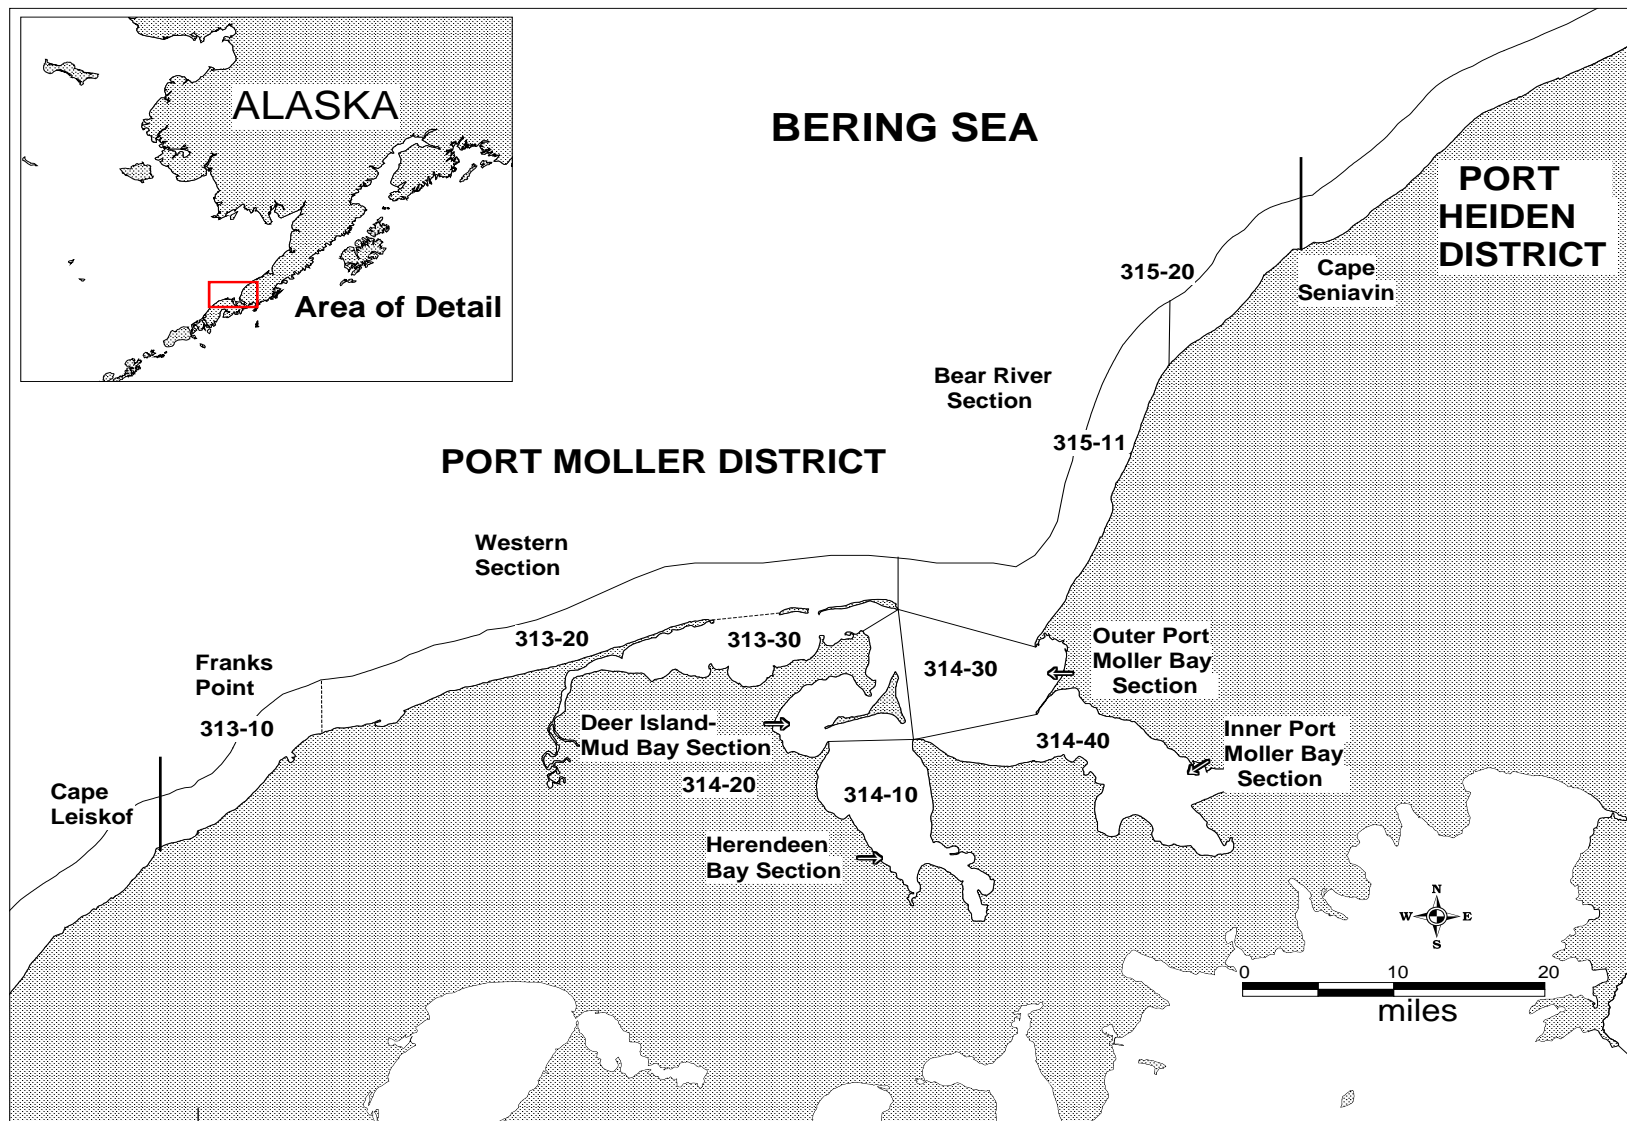 ALASKA
Area of Detail
BERING SEA
PORT
HEIDEN
DISTRICT
315-20
Cape
Seniavin
Bear River
Section
315-11
PORT MOLLER DISTRICT
Western
Section
313-20
313-30
Franks
Point
313-10
314-30
Outer Port
Moller Bay
Section
Deer Island-
Mud Bay Section
314-20
314-40
Inner Port
Moller Bay
Section
Cape
Leiskof
314-10
Herendeen
Bay Section
N
W E
S
0 10 20
miles